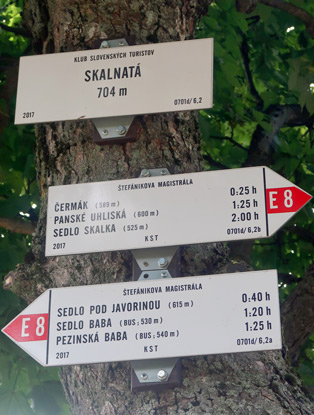 KLUB SLOVENSKÝCH TURISTOV
SKALNATÁ
704 m
2017 0701d/6,2
ŠTEFÁNIKOVA MAGISTRÁLA
ČERMÁK (589 m) 0:25 h
PANSKÉ UHLISKÁ (600 m) 1:25 h
SEDLO SKALKA (525 m) 2:00 h
E 8
2017 KST 0701d/6,2b
ŠTEFÁNIKOVA MAGISTRÁLA
SEDLO POD JAVORINOU (615 m) 0:40 h
SEDLO BABA (BUS; 530 m) 1:20 h
PEZINSKÁ BABA (BUS; 540 m) 1:25 h
E 8
2017 KST 0701d/6,2a